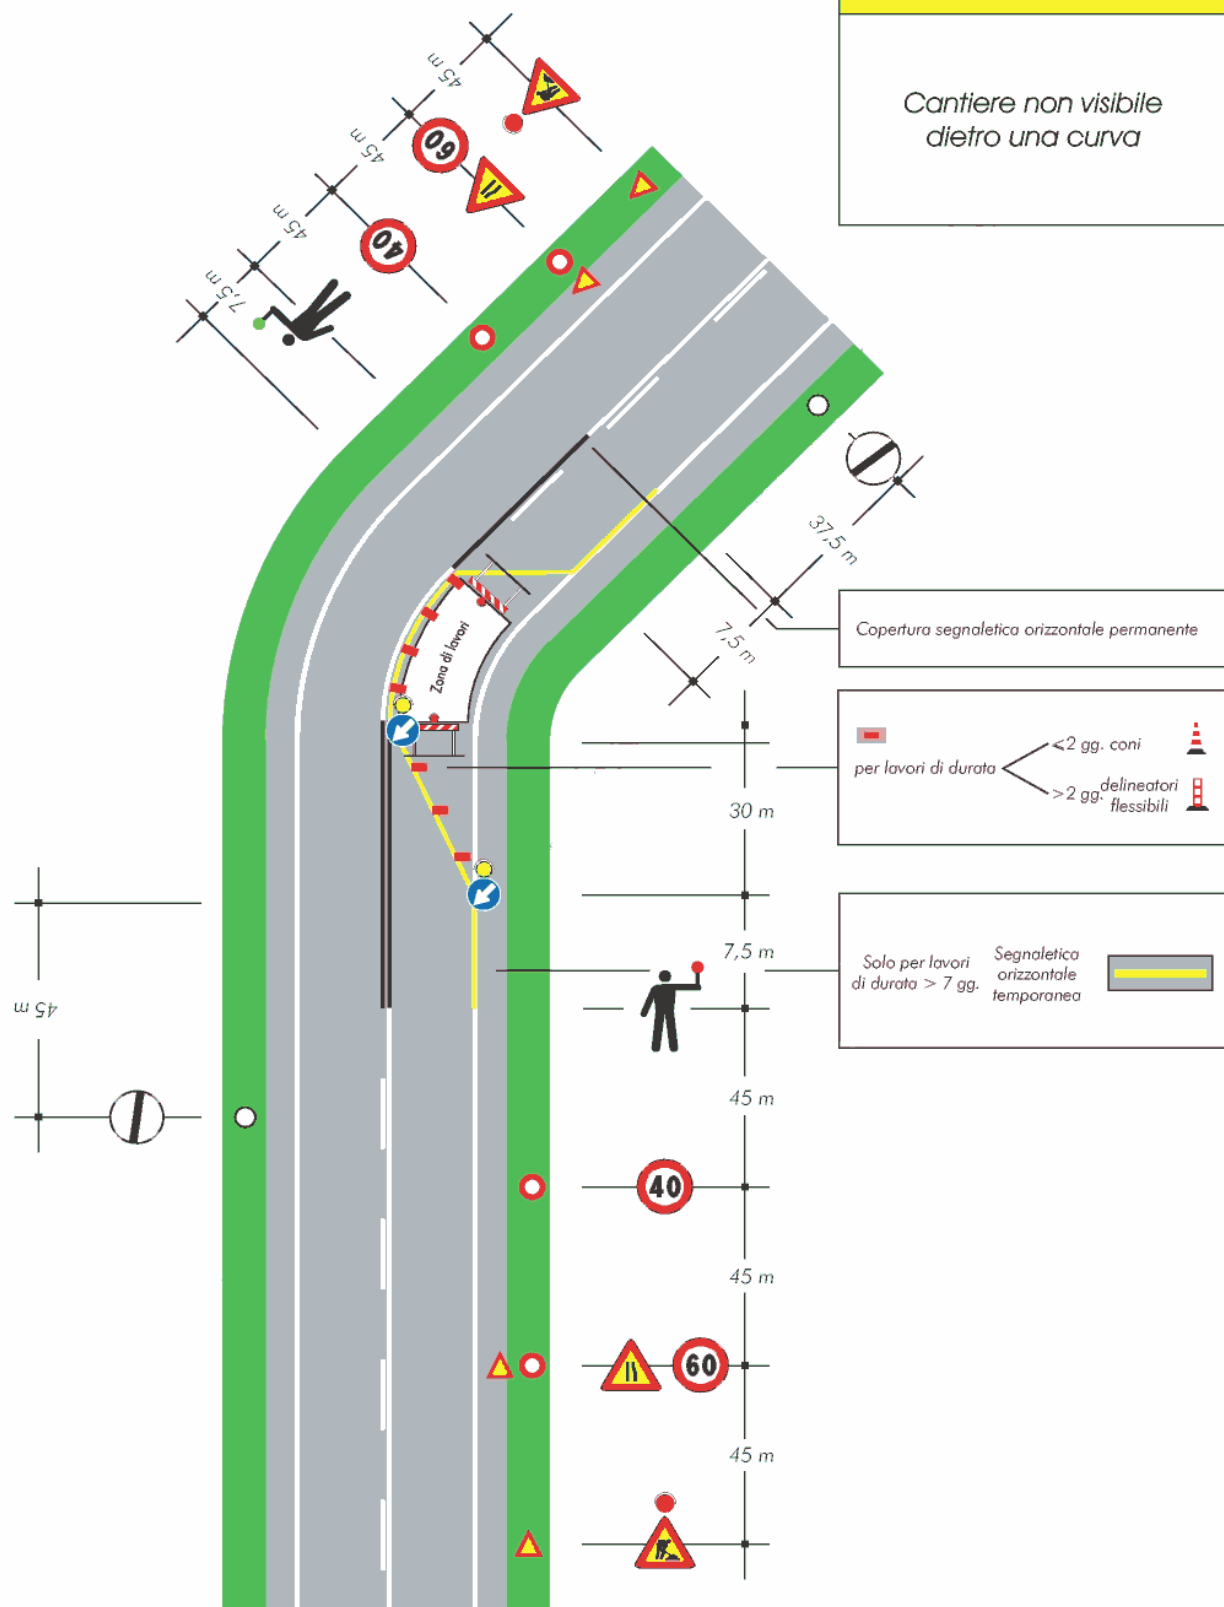 Cantiere non visibile
dietro una curva
45 m
60
45 m
40
45 m
7,5 m
37,5 m
7,5 m
Copertura segnaletica orizzontale permanente
Zona di lavori
per lavori di durata
⩽2 gg. coni
>2 gg. delineatori
flessibili
30 m
7,5 m
Solo per lavori
di durata > 7 gg.
Segnaletica
orizzontale
temporanea
45 m
45 m
40
45 m
60
45 m